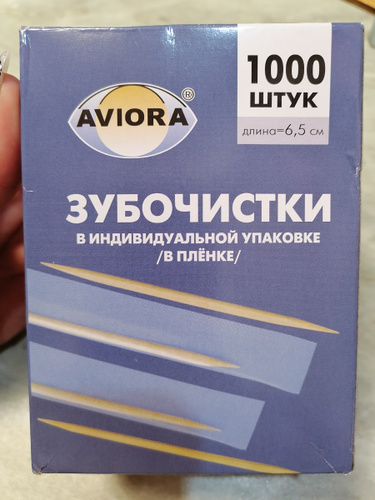 AVIORA®
1000
ШТУК
длина=6,5 см
ЗУБОЧИСТКИ
В ИНДИВИДУАЛЬНОЙ УПАКОВКЕ
/В ПЛЁНКЕ/